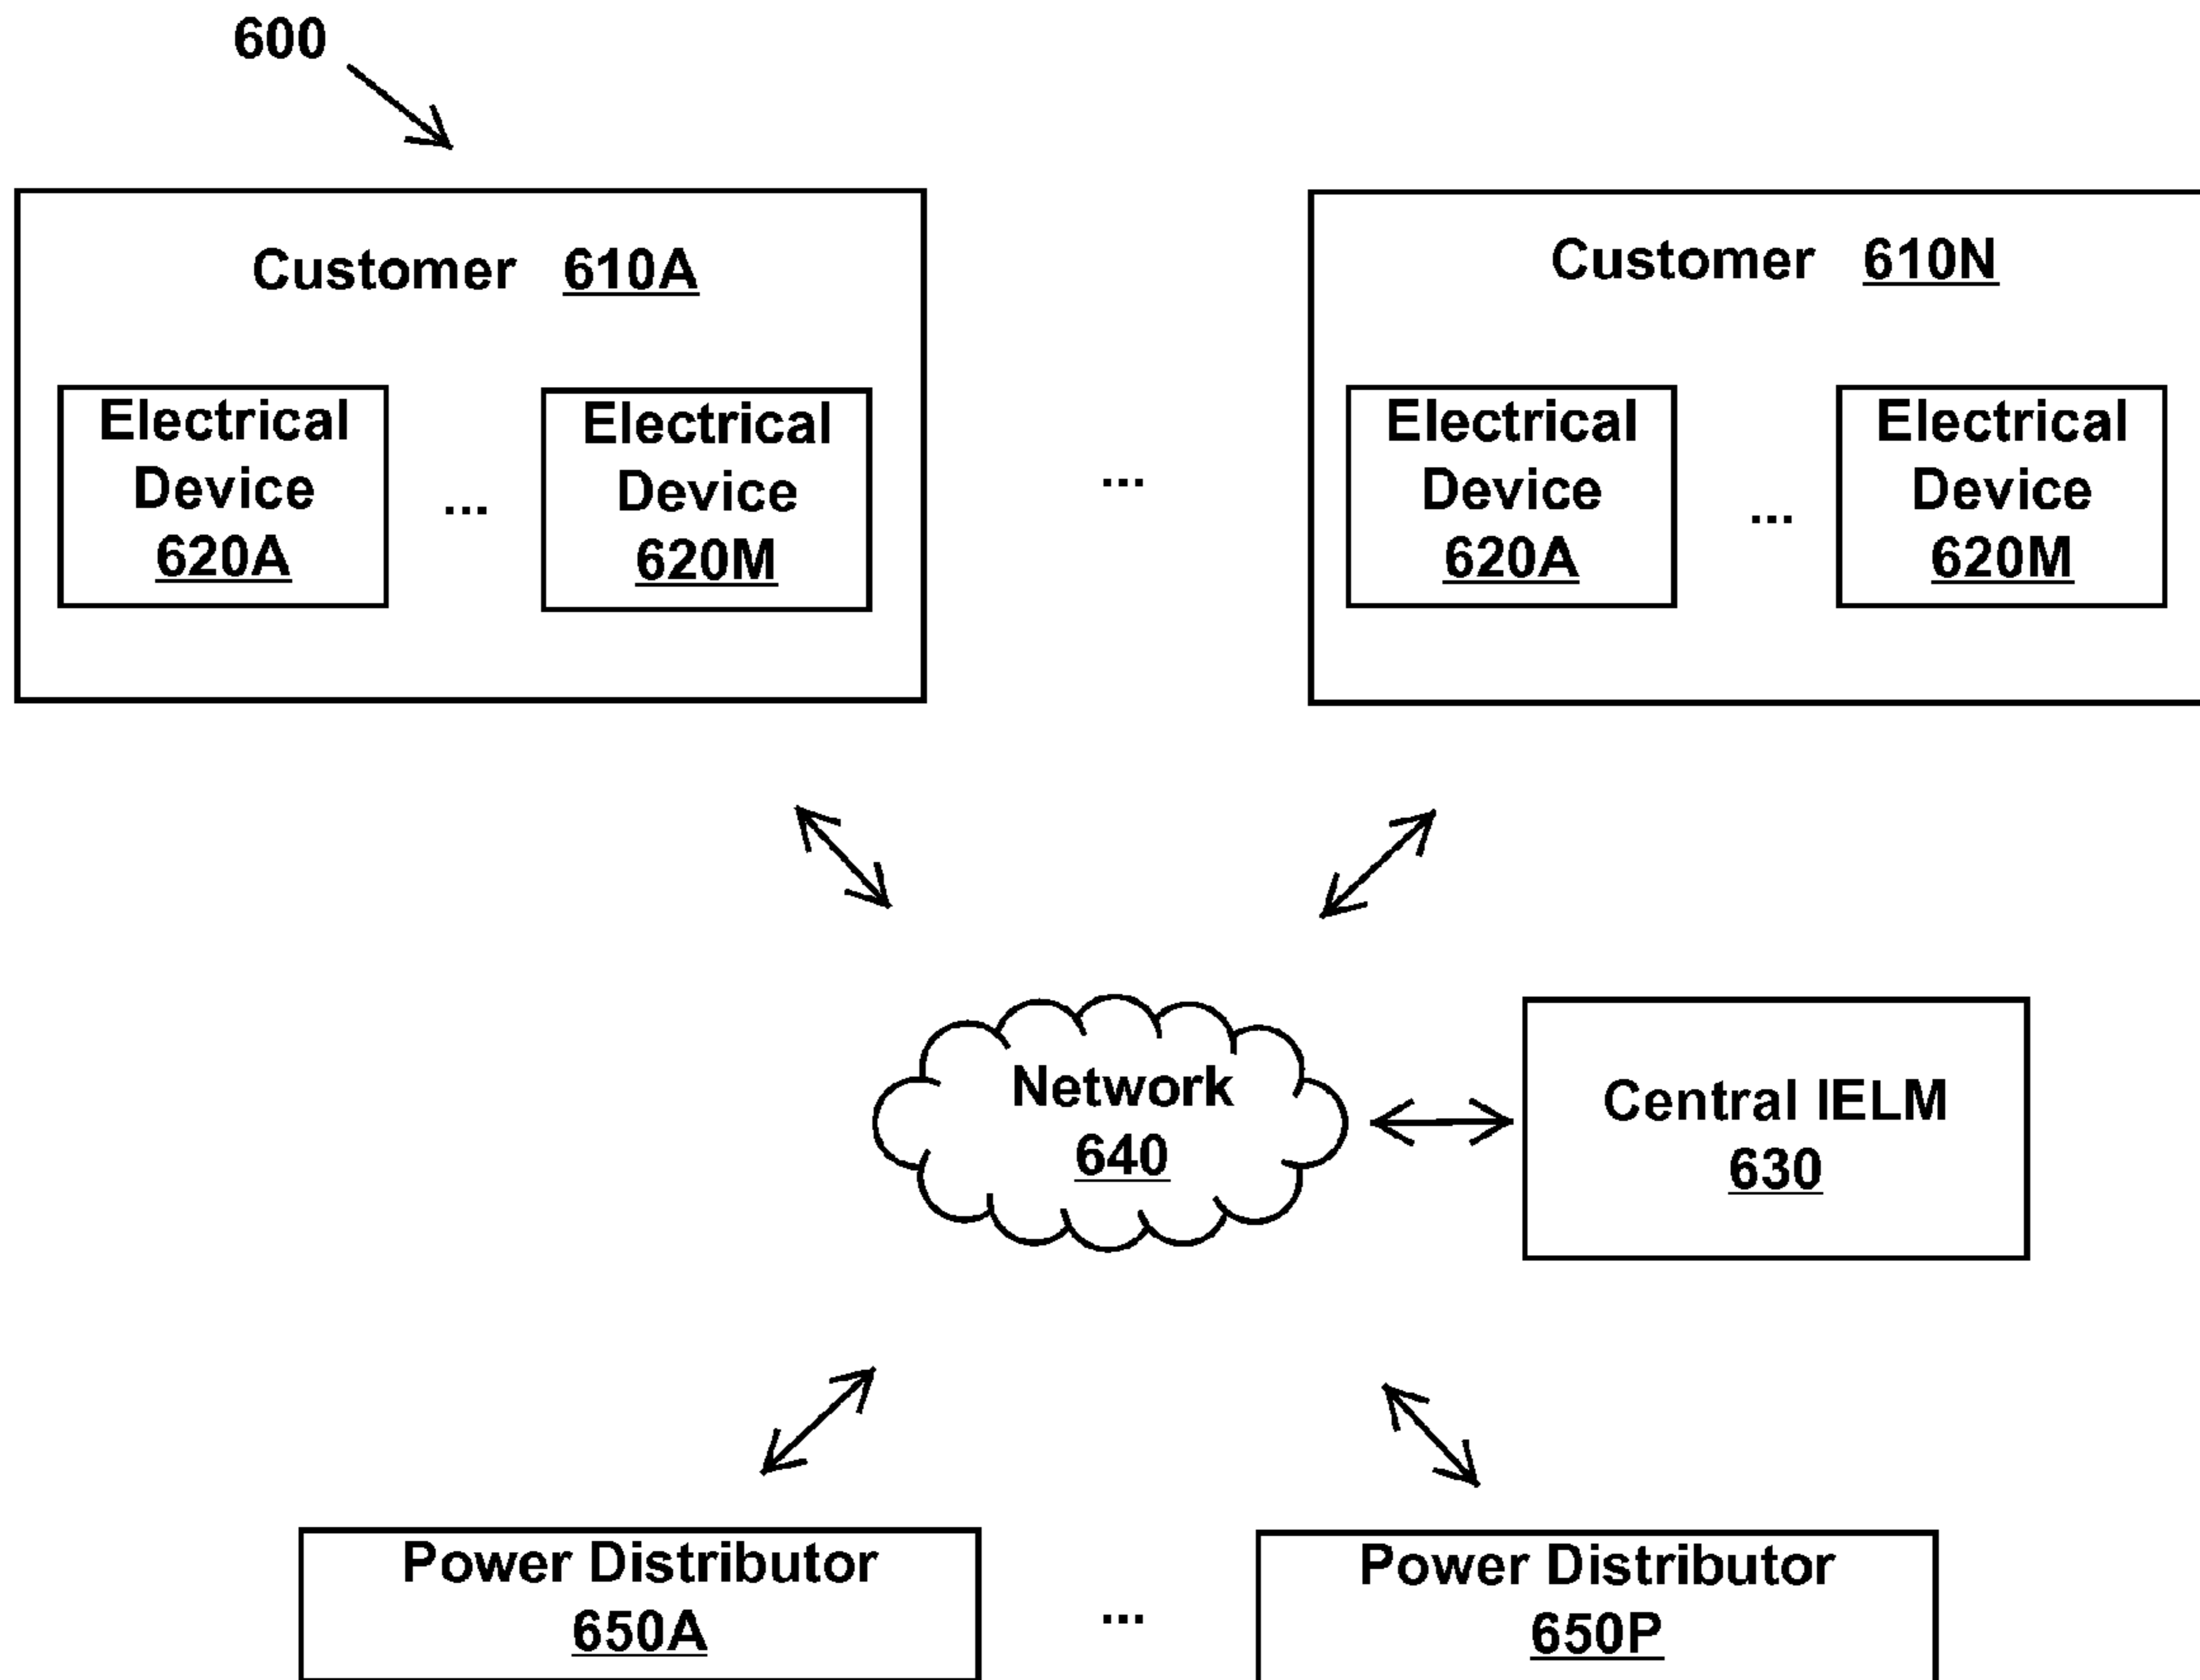 600
Customer 610A
Customer 610N
Electrical
Device
620A
...
Electrical
Device
620M
...
Electrical
Device
620A
...
Electrical
Device
620M
Network
640
Central IELM
630
Power Distributor
650A
...
Power Distributor
650P